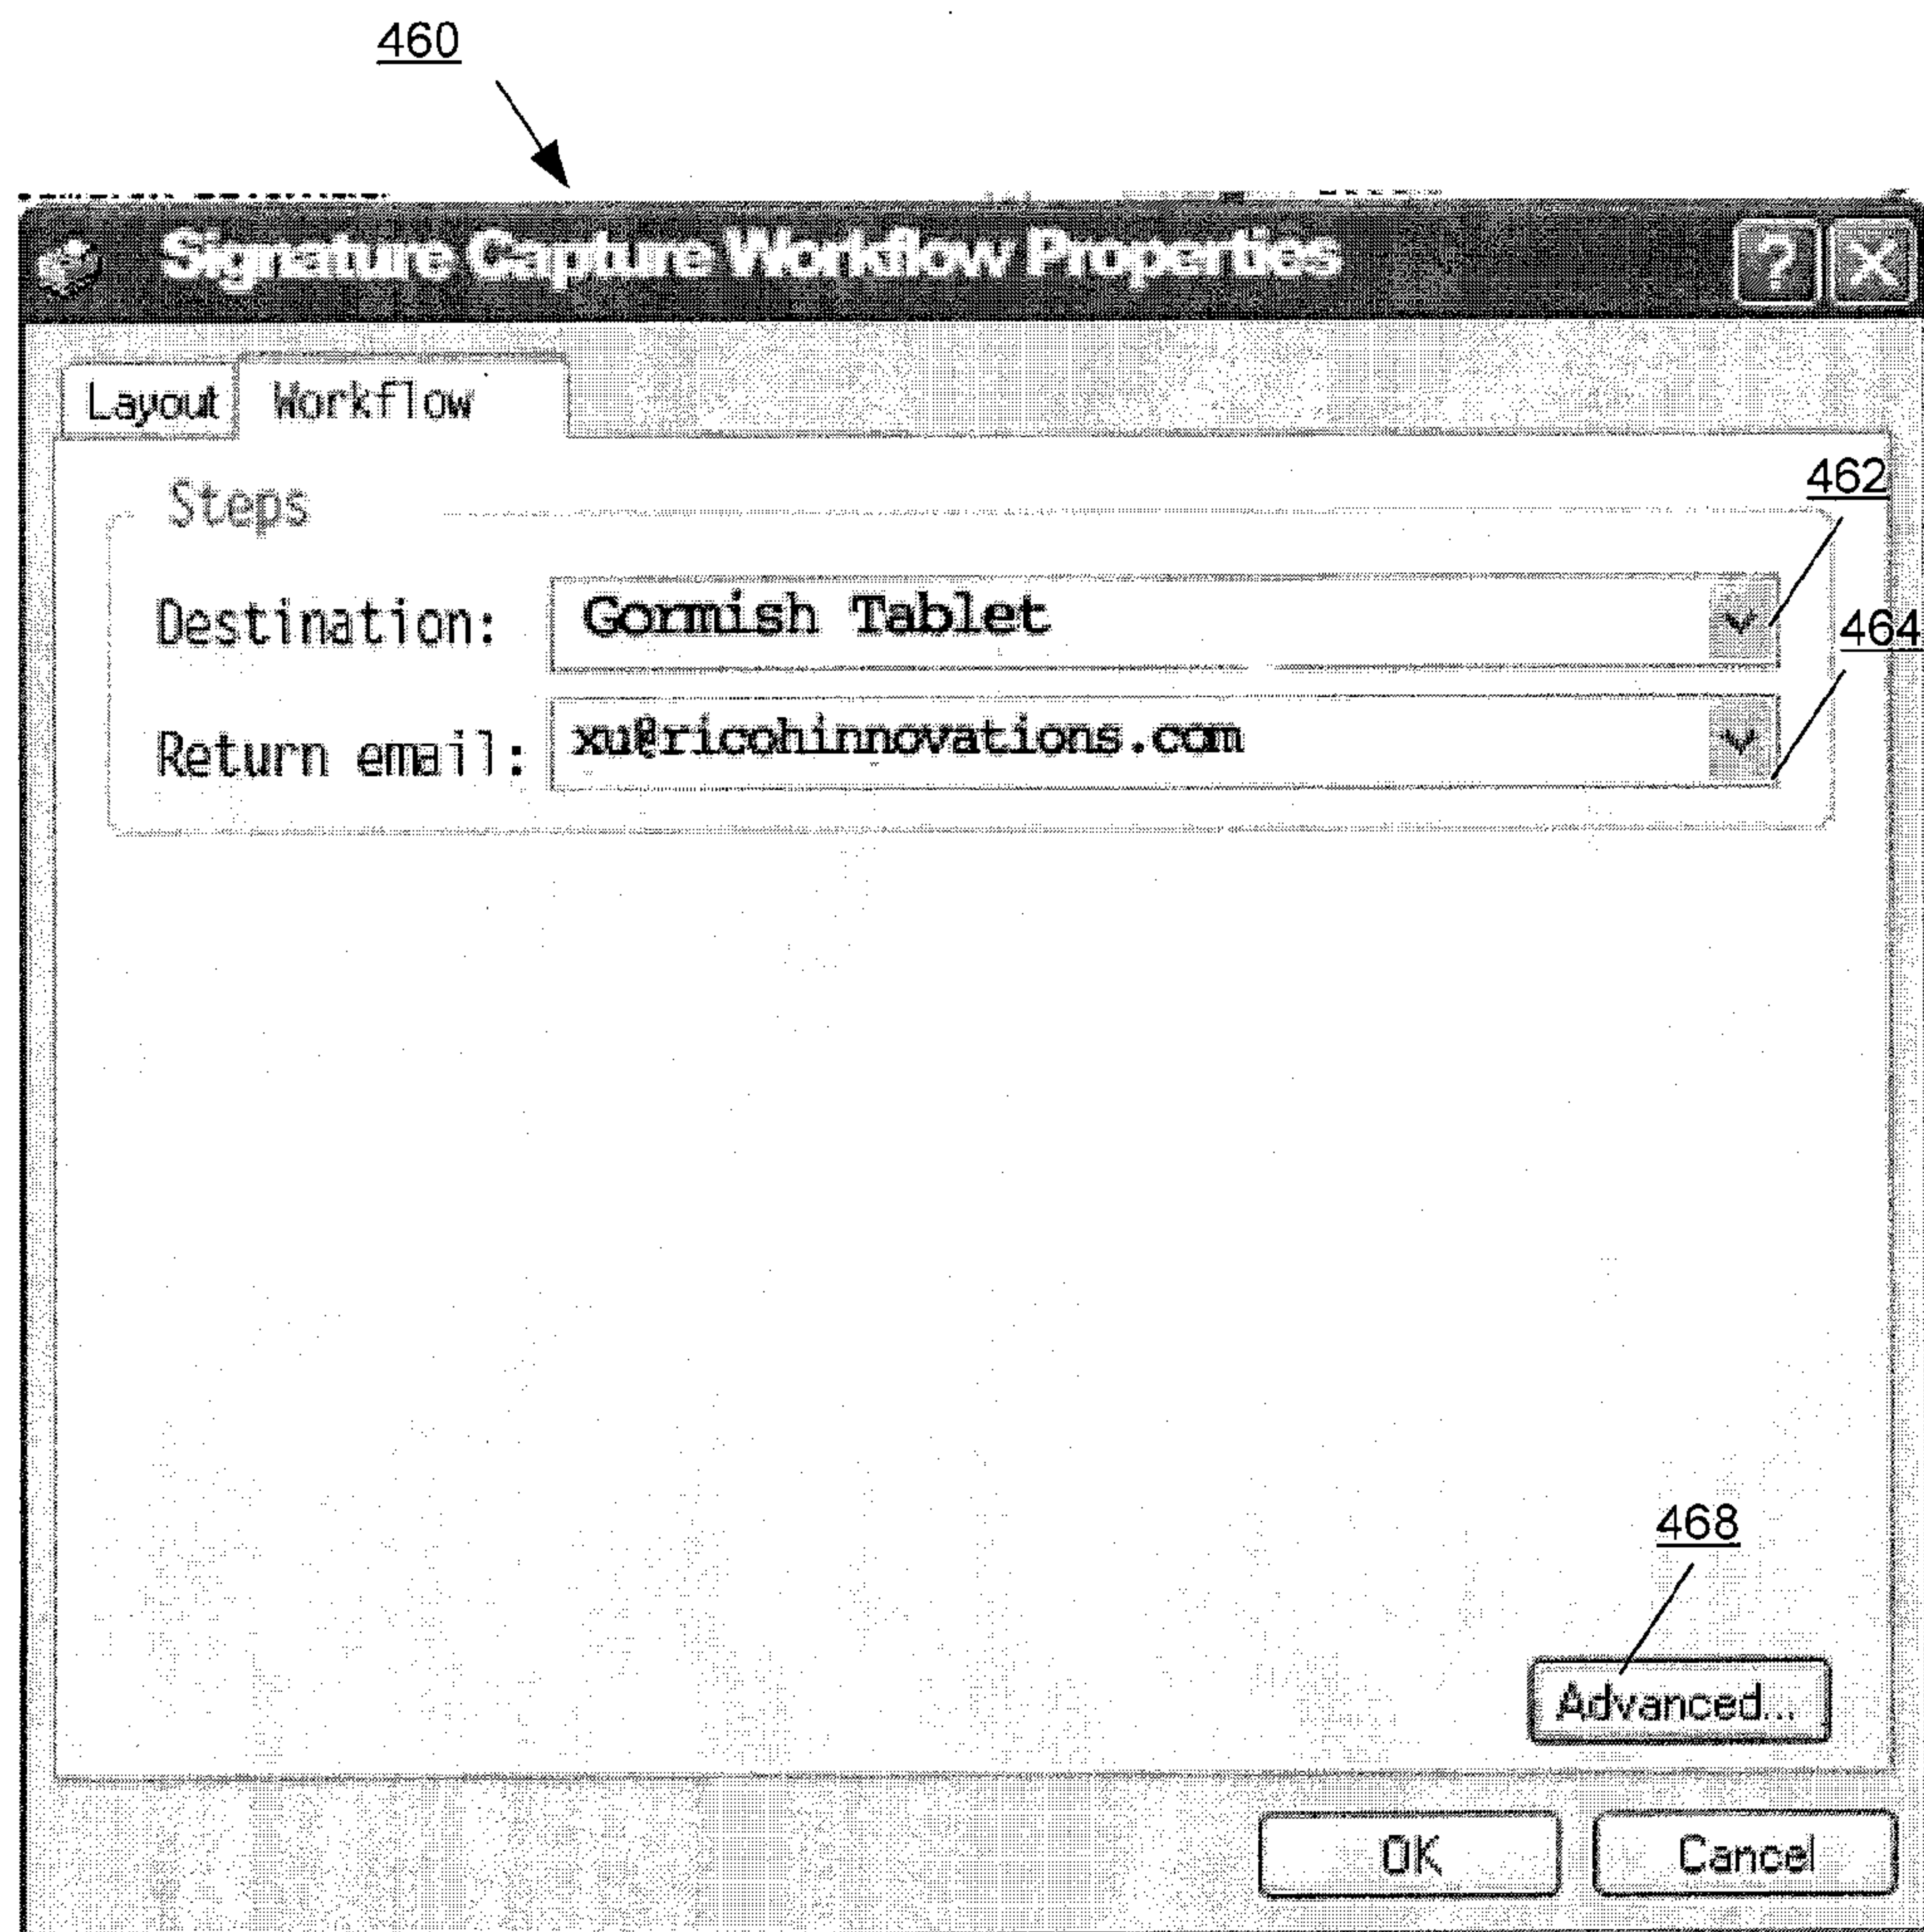 460
Signature Capture Workflow Properties
Layout Workflow
Steps
462
Destination: Gormish Tablet
464
Return email: xu@ricohinnovations.com
468
Advanced...
OK Cancel